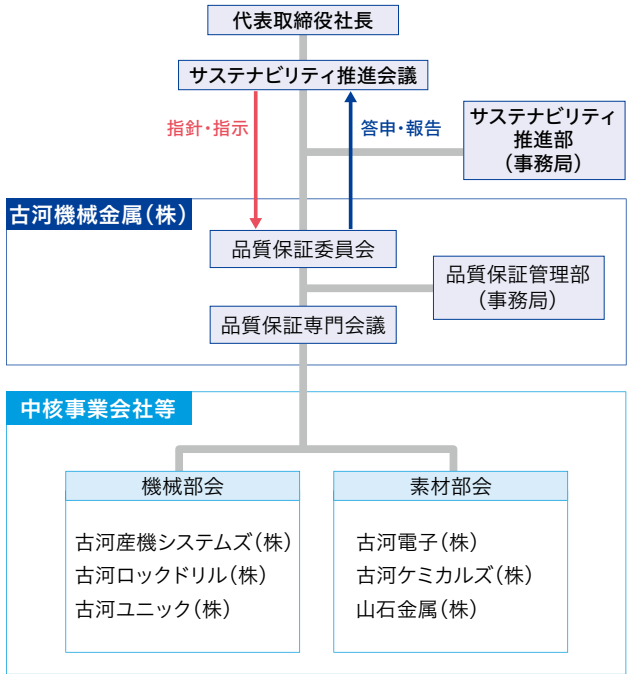 代表取締役社長
サステナビリティ推進会議
指針・指示
答申・報告
サステナビリティ
推進部
(事務局)
古河機械金属(株)
品質保証委員会
品質保証管理部
(事務局)
品質保証専門会議
中核事業会社等
機械部会
古河産機システムズ(株)
古河ロックドリル(株)
古河ユニック(株)
素材部会
古河電子(株)
古河ケミカルズ(株)
山石金属(株)